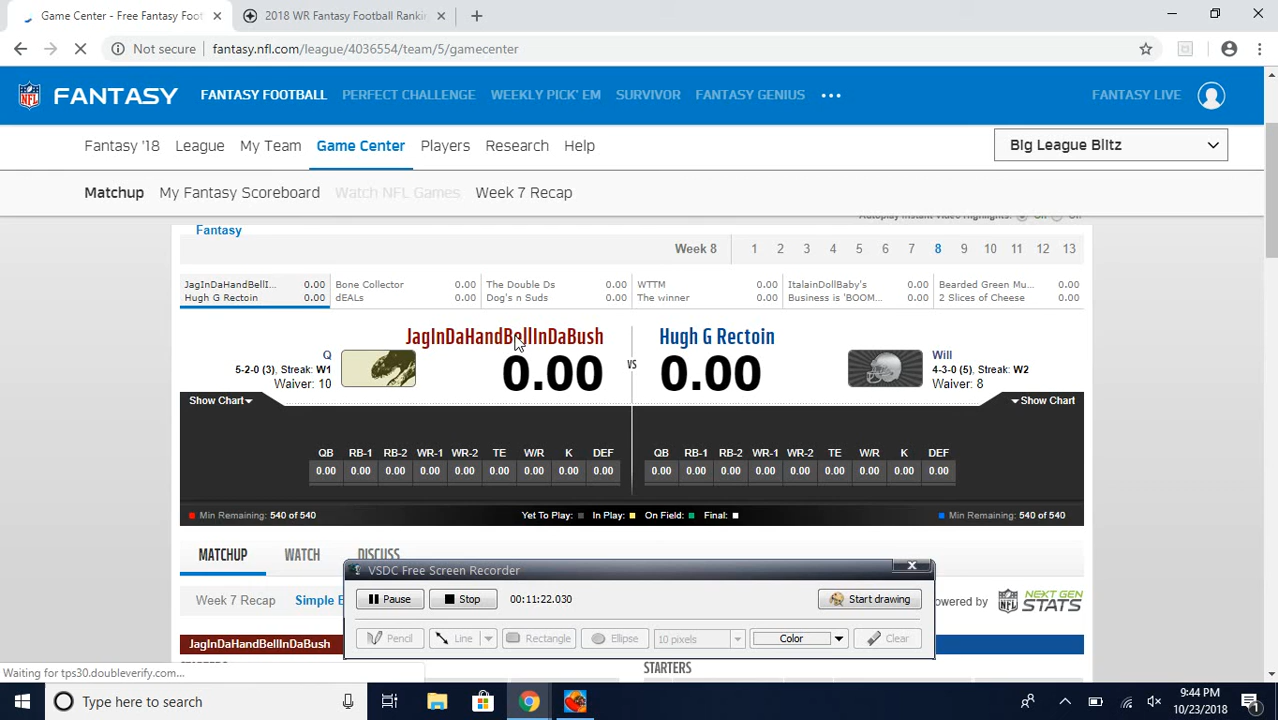 Game Center - Free Fantasy Foot
2018 WR Fantasy Football Rankin
Not secure
fantasy.nfl.com/league/4036554/team/5/gamecenter
NFL
FANTASY
FANTASY FOOTBALL
PERFECT CHALLENGE
WEEKLY PICK' EM
SURVIVOR
FANTASY GENIUS
FANTASY LIVE
Fantasy '18
League
My Team
Game Center
Players
Research
Help
Big League Blitz
Matchup
My Fantasy Scoreboard
Watch NFL Games
Week 7 Recap
Fantasy
Week 8 1 2 3 4 5 6 7 8 9 10 11 12 13
JagInDaHandBellI... 0.00 Bone Collector 0.00 The Double Ds 0.00 WTTM 0.00 ItalainDollBaby's 0.00 Bearded Green Mu... 0.00
Hugh G Rectoin 0.00 dEALs 0.00 Dog's n Suds 0.00 The winner 0.00 Business is 'BOOM... 0.00 2 Slices of Cheese 0.00
JagInDaHandBellInDaBush
Hugh G Rectoin
Q
5-2-0 (3), Streak: W1
Waiver: 10
0.00
VS
0.00
Will
4-3-0 (5), Streak: W2
Waiver: 8
Show Chart
Show Chart
QB RB-1 RB-2 WR-1 WR-2 TE W/R K DEF
0.00 0.00 0.00 0.00 0.00 0.00 0.00 0.00 0.00
QB RB-1 RB-2 WR-1 WR-2 TE W/R K DEF
0.00 0.00 0.00 0.00 0.00 0.00 0.00 0.00 0.00
Min Remaining: 540 of 540
Yet To Play: In Play: On Field: Final:
Min Remaining: 540 of 540
MATCHUP
WATCH
DISCUSS
VSDC Free Screen Recorder
Pause
Stop
00:11:22.030
Start drawing
Pencil
Line
Rectangle
Ellipse
10 pixels
Color
Clear
Week 7 Recap
Simple
owered by
NEXT GEN
STATS
JagInDaHandBellInDaBush
STARTERS
Waiting for tps30.doubleverify.com...
Type here to search
9:44 PM
10/23/2018
1